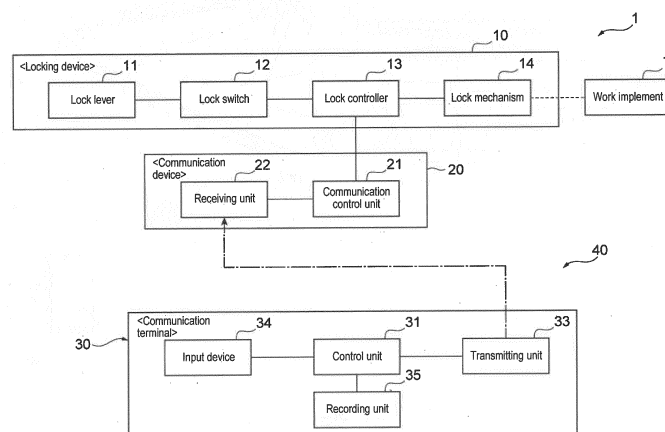 1
10
<Locking device>
11
12
13
14
Lock lever
Lock switch
Lock controller
Lock mechanism
Work implement
<Communication
device>
22
21
20
Receiving unit
Communication
control unit
40
<Communication
terminal>
34
31
33
30
Input device
Control unit
Transmitting unit
35
Recording unit